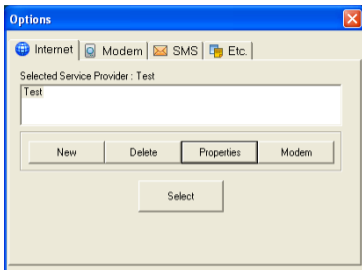 Options
Internet Modem SMS Etc.
Selected Service Provider : Test
Test
New Delete Properties Modem
Select